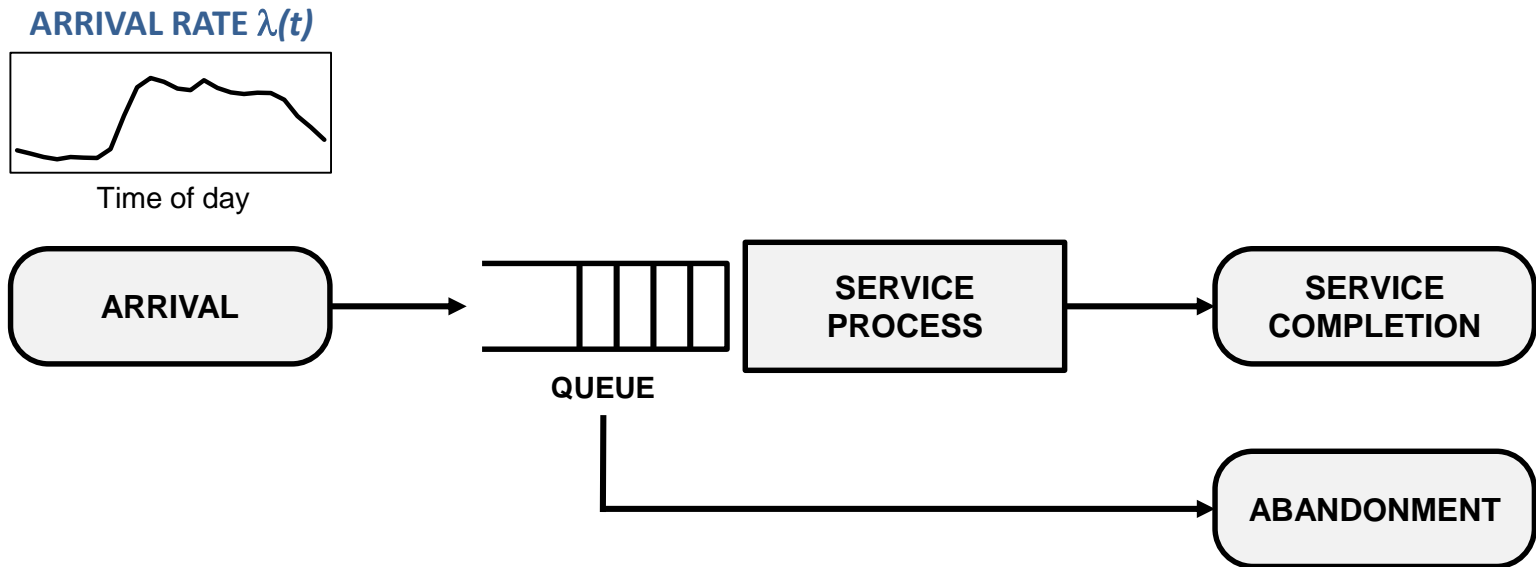 ARRIVAL RATE λ(t)
Time of day
ARRIVAL
QUEUE
SERVICE
PROCESS
SERVICE
COMPLETION
ABANDONMENT